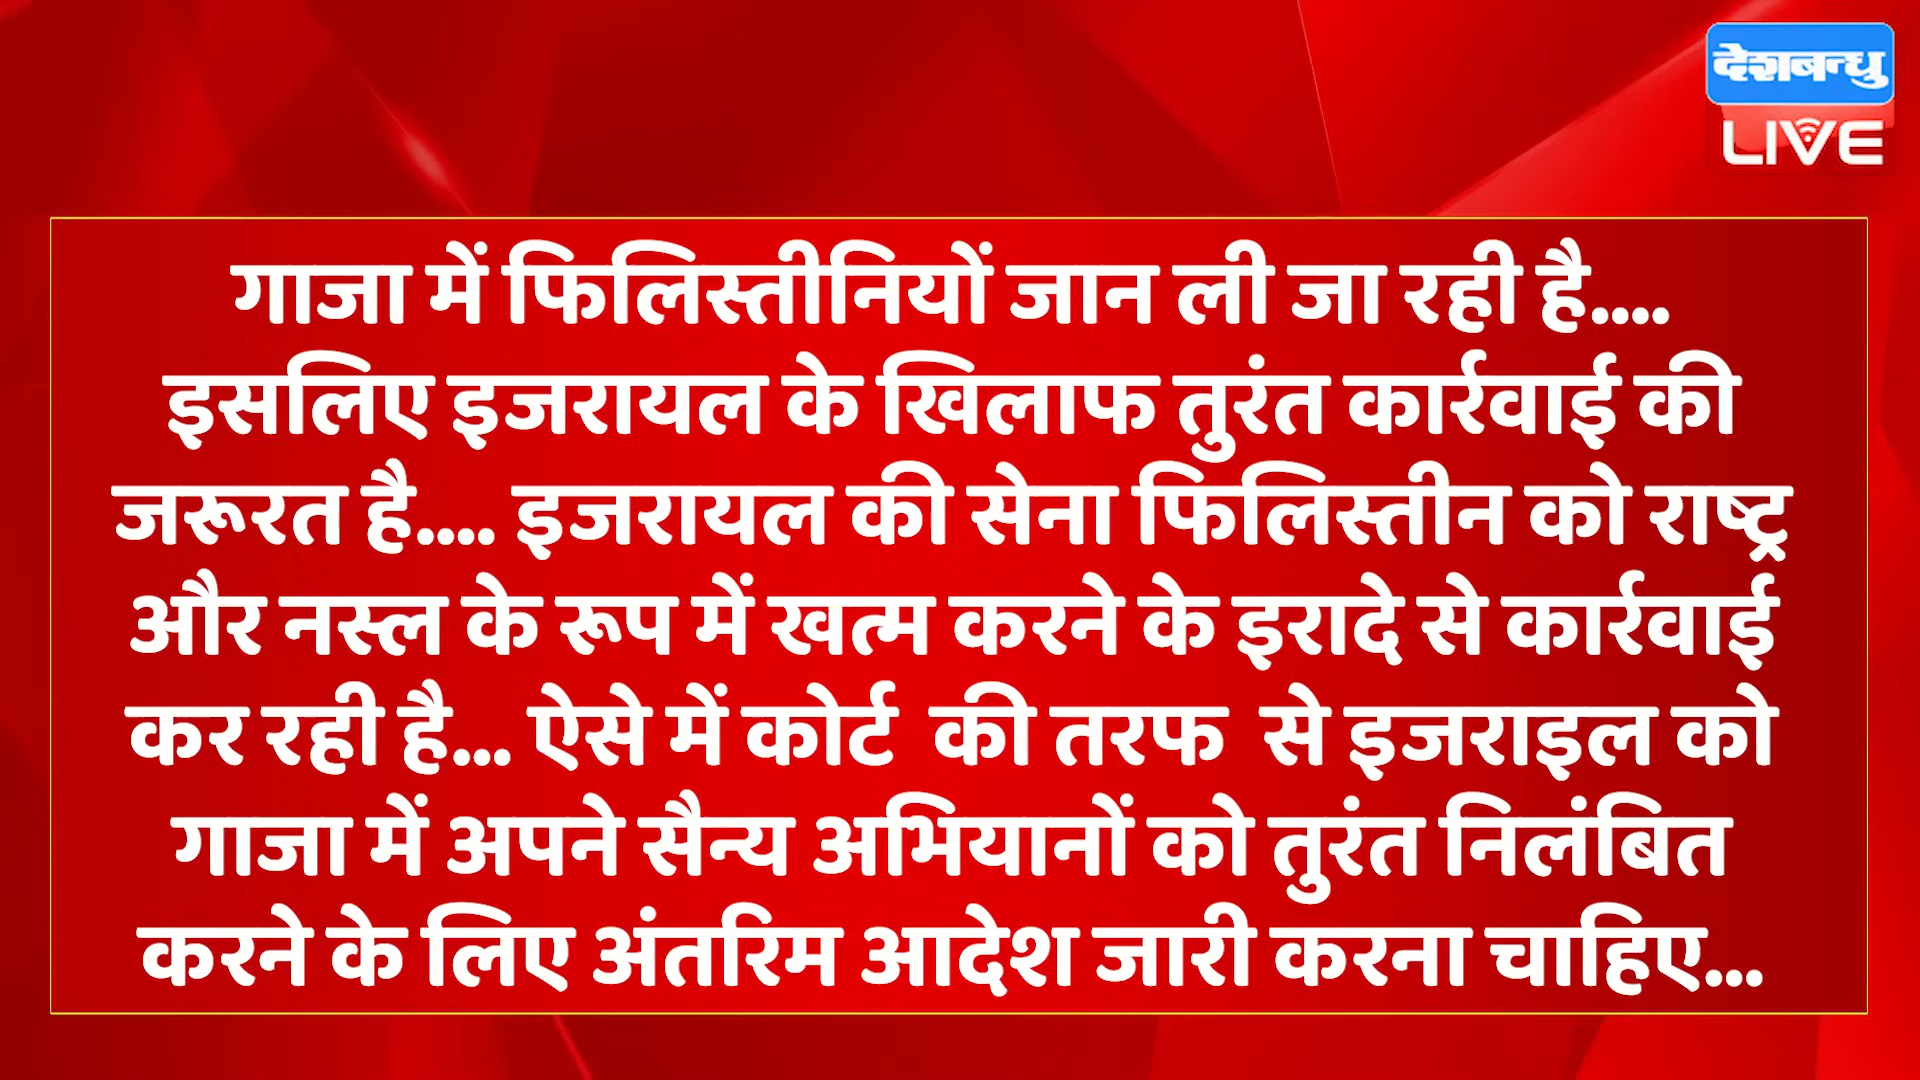 देशबन्धु
LIVE
गाजा में फिलिस्तीनियों जान ली जा रही है....
इसलिए इजरायल के खिलाफ तुरंत कार्रवाई की
जरूरत है.... इजरायल की सेना फिलिस्तीन को राष्ट्र
और नस्ल के रूप में खत्म करने के इरादे से कार्रवाई
कर रही है... ऐसे में कोर्ट की तरफ से इजराइल को
गाजा में अपने सैन्य अभियानों को तुरंत निलंबित
करने के लिए अंतरिम आदेश जारी करना चाहिए...